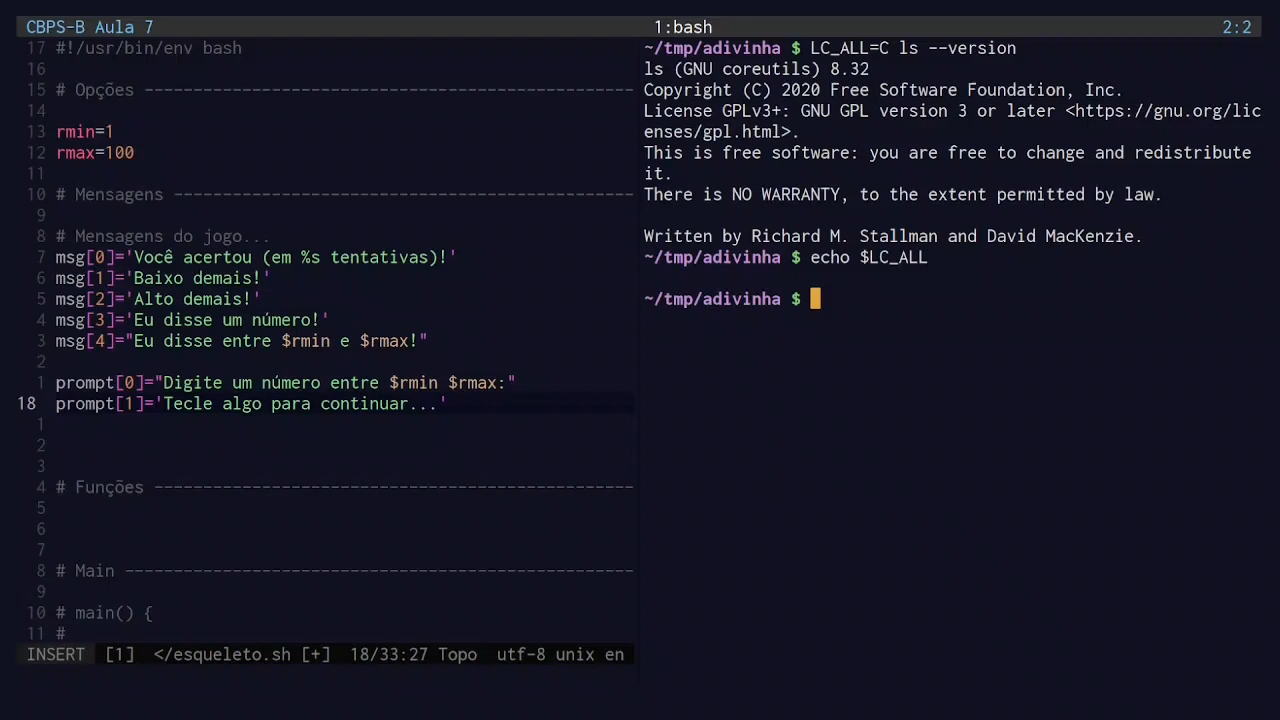 CBPS-B Aula 7
17 #!/usr/bin/env bash
16
15 # Opções --------------------------------------------------
14
13 rmin=1
12 rmax=100
11
10 # Mensagens -----------------------------------------------
9
8 # Mensagens do jogo...
7 msg[0]='Você acertou (em %s tentativas)!'
6 msg[1]='Baixo demais!'
5 msg[2]='Alto demais!'
4 msg[3]='Eu disse um número!'
3 msg[4]="Eu disse entre $rmin e $rmax!"
2
1 prompt[0]="Digite um número entre $rmin $rmax:"
18 prompt[1]='Tecle algo para continuar...'
1
2
3
4 # Funções -------------------------------------------------
5
6
7
8 # Main ----------------------------------------------------
9
10 # main() {
11 #
INSERT [1] </esqueleto.sh [+] 18/33:27 Topo utf-8 unix en
1:bash 2:2
~/tmp/adivinha $ LC_ALL=C ls --version
ls (GNU coreutils) 8.32
Copyright (C) 2020 Free Software Foundation, Inc.
License GPLv3+: GNU GPL version 3 or later <https://gnu.org/lic
enses/gpl.html>.
This is free software: you are free to change and redistribute
it.
There is NO WARRANTY, to the extent permitted by law.
Written by Richard M. Stallman and David MacKenzie.
~/tmp/adivinha $ echo $LC_ALL
~/tmp/adivinha $